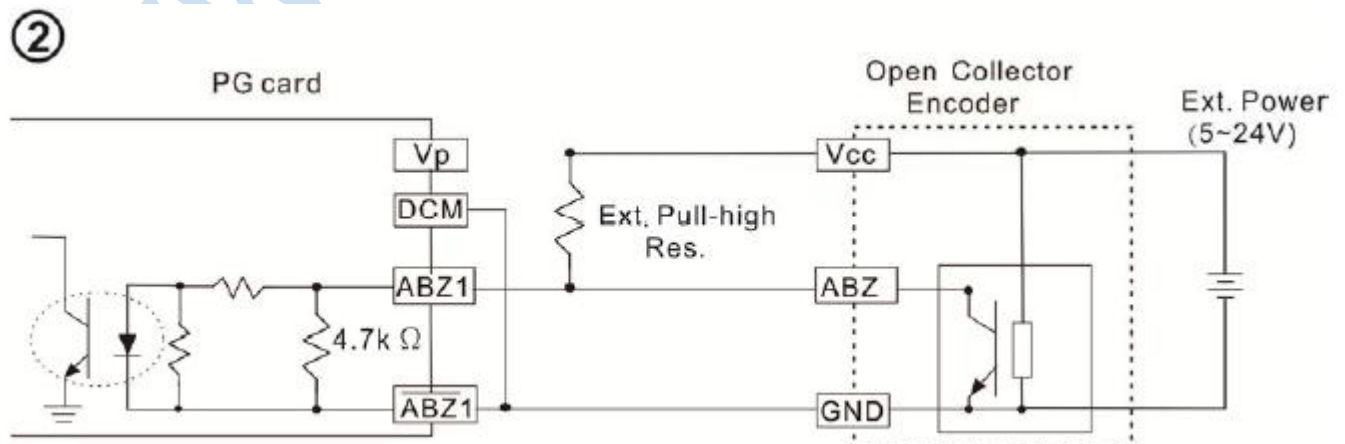 ②
PG card
Open Collector
Encoder
Ext. Power
(5~24V)
Vp
Vcc
DCM
Ext. Pull-high
Res.
ABZ1
ABZ
4.7k Ω
A̅B̅Z̅1
GND